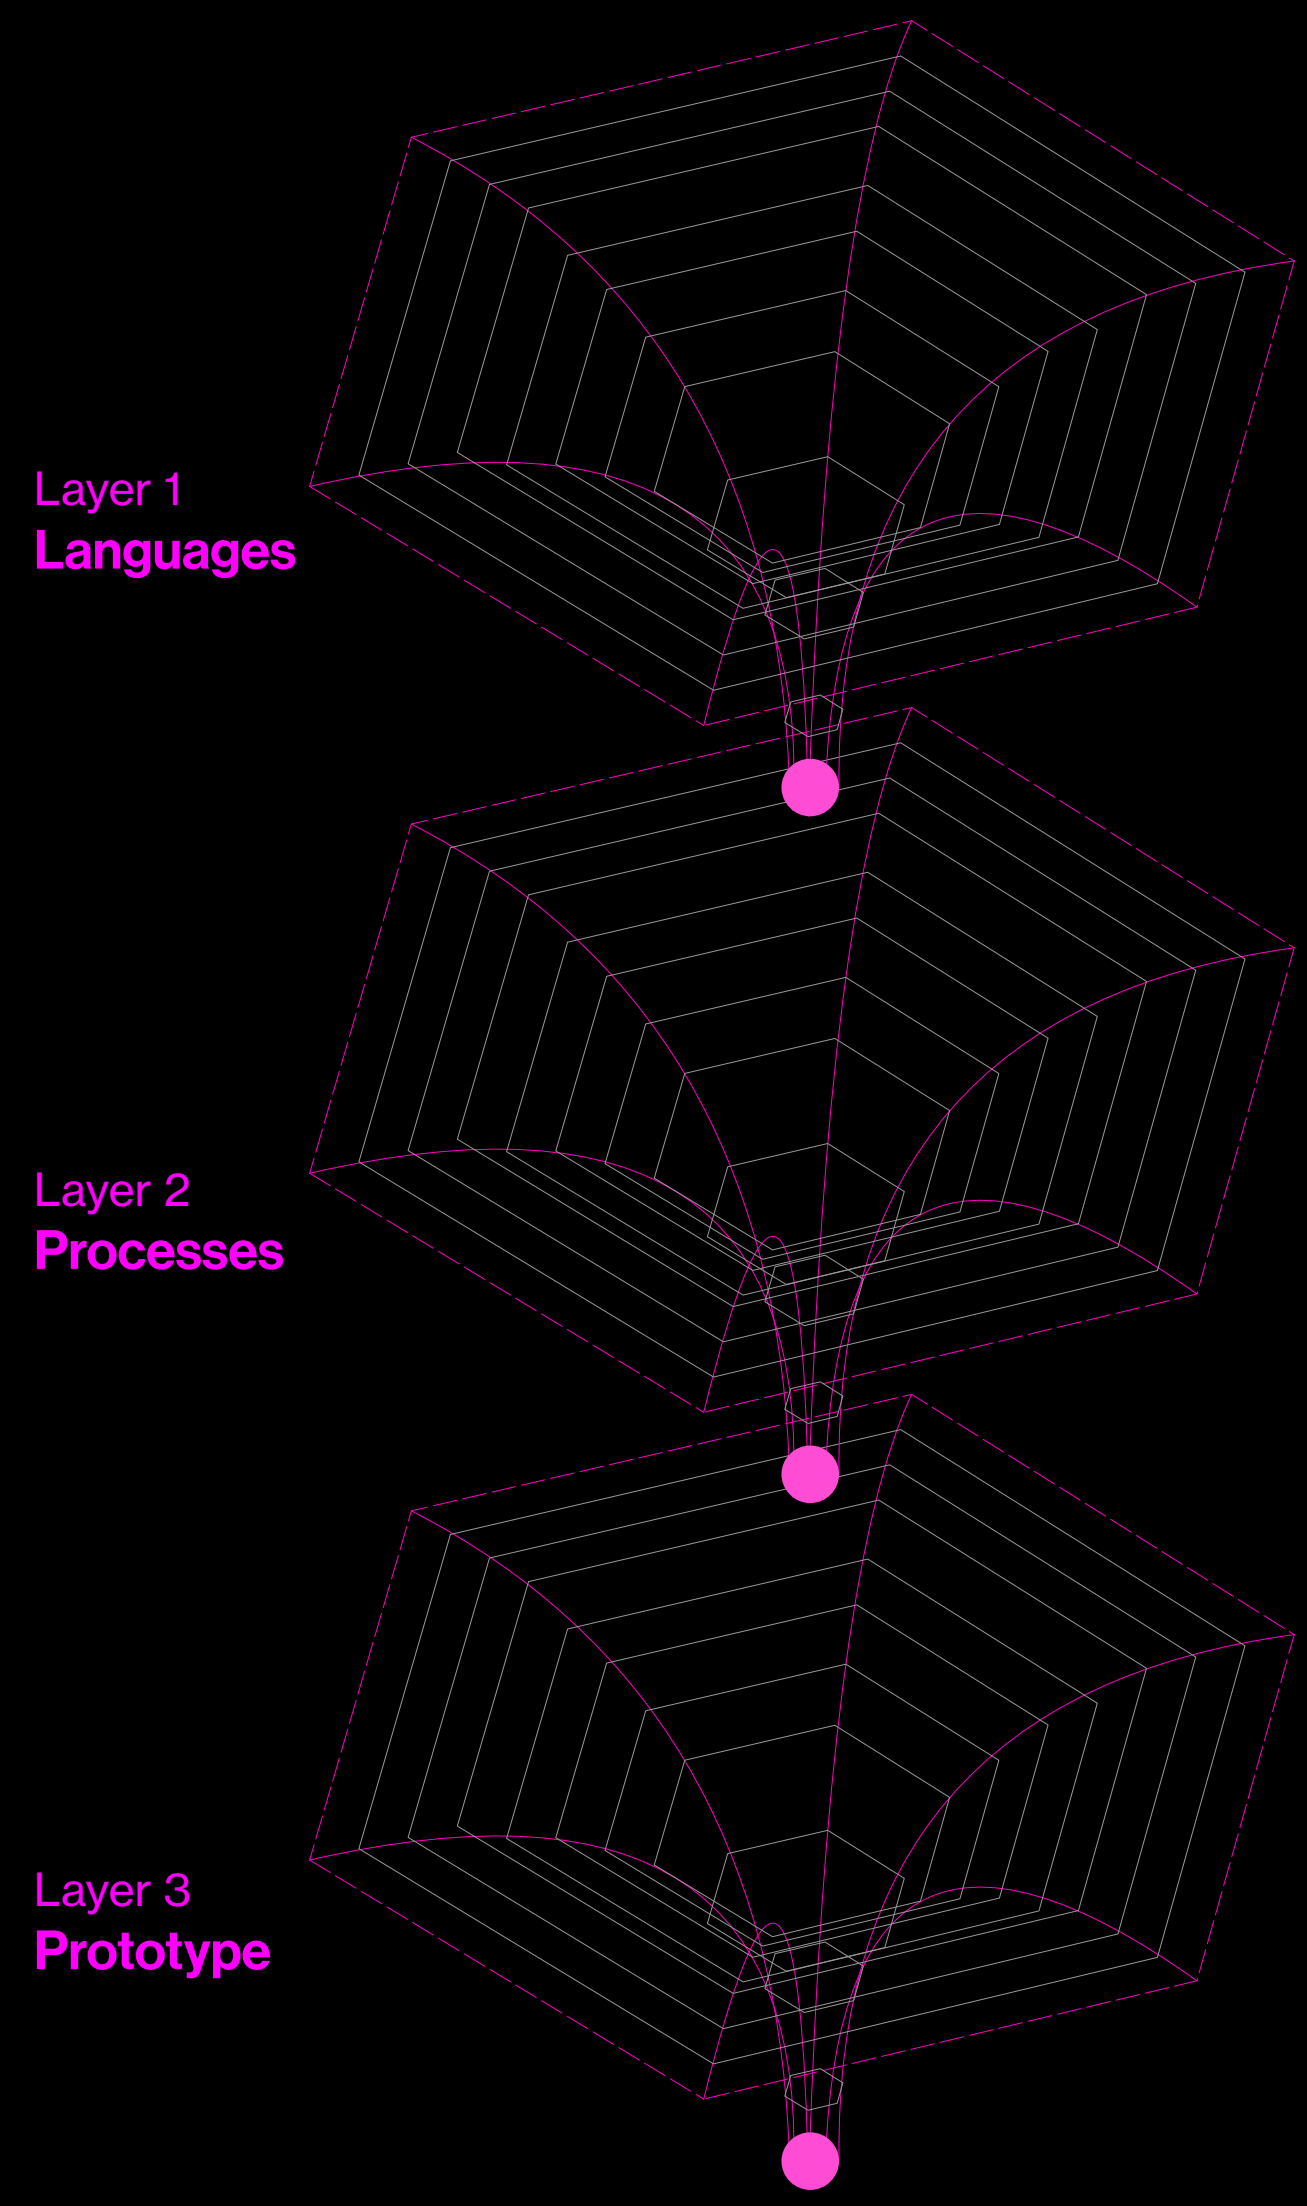 Layer 1
Languages
Layer 2
Processes
Layer 3
Prototype